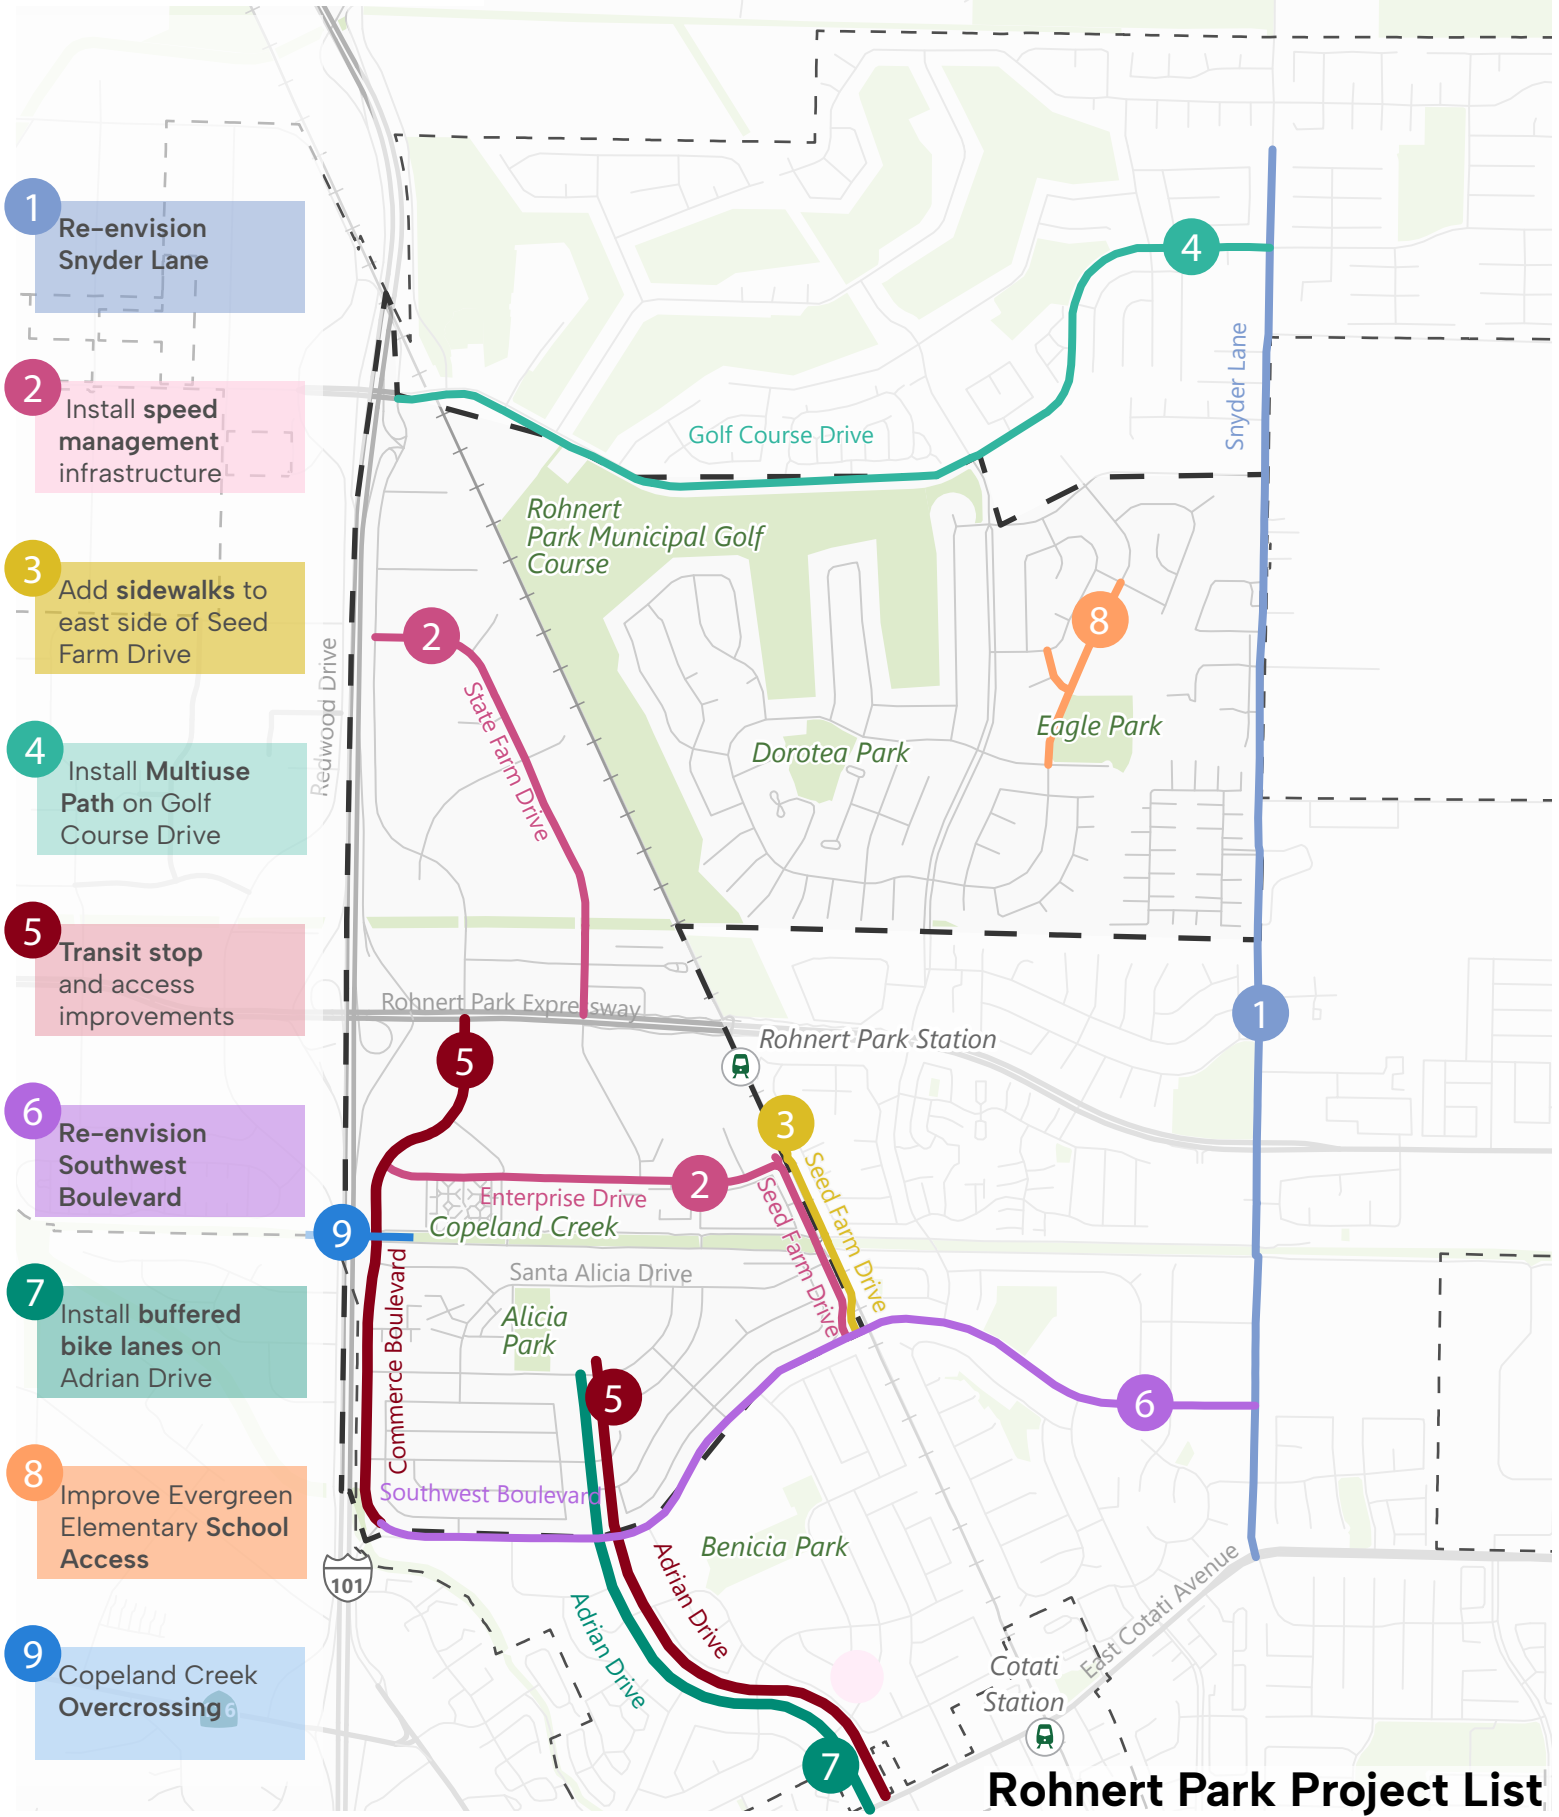 1
Re-envision
Snyder Lane
2
Install speed
management
infrastructure
3
Add sidewalks to
east side of Seed
Farm Drive
4
Install Multiuse
Path on Golf
Course Drive
5
Transit stop
and access
improvements
6
Re-envision
Southwest
Boulevard
7
Install buffered
bike lanes on
Adrian Drive
8
Improve Evergreen
Elementary School
Access
9
Copeland Creek
Overcrossing
6
4
Snyder Lane
Golf Course Drive
Rohnert
Park Municipal Golf
Course
2
8
Redwood Drive
State Farm Drive
Eagle Park
Dorotea Park
Rohnert Park Expressway
1
Rohnert Park Station
5
3
2
Enterprise Drive
Seed Farm Drive
Seed Farm Drive
9
Copeland Creek
Santa Alicia Drive
Commerce Boulevard
Alicia
Park
5
6
Southwest Boulevard
Benicia Park
101
Adrian Drive
Adrian Drive
East Cotati Avenue
Cotati
Station
7
Rohnert Park Project List